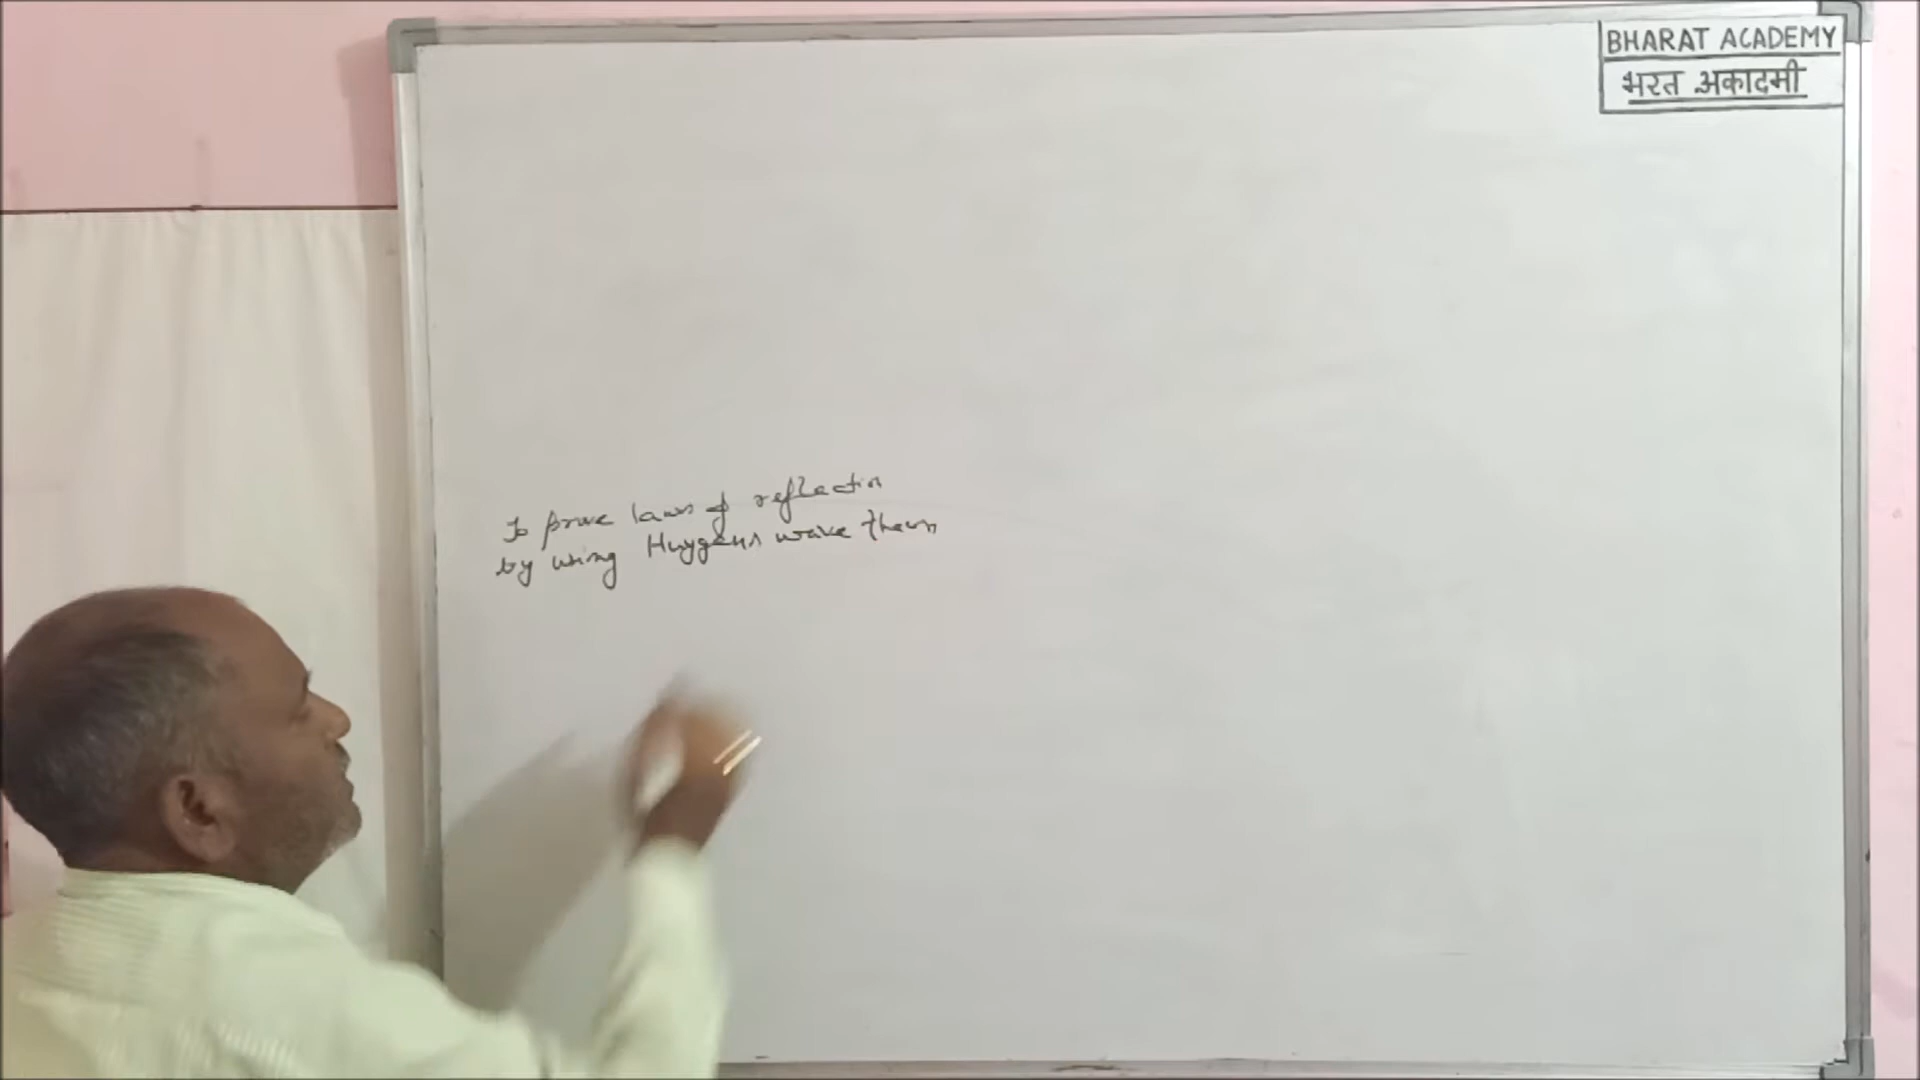 BHARAT ACADEMY
भरत अकादमी
To prove laws of reflection
by using Huygens wave theory